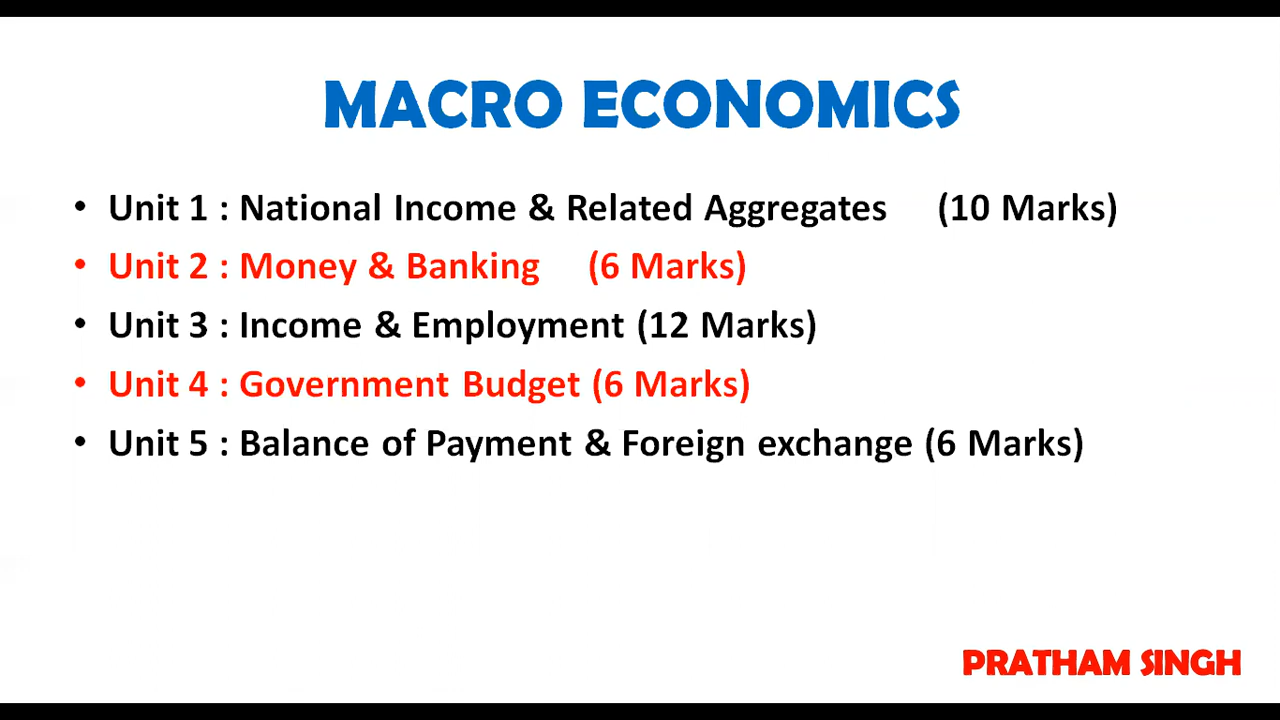 MACRO ECONOMICS
• Unit 1 : National Income & Related Aggregates (10 Marks)
• Unit 2 : Money & Banking (6 Marks)
• Unit 3 : Income & Employment (12 Marks)
• Unit 4 : Government Budget (6 Marks)
• Unit 5 : Balance of Payment & Foreign exchange (6 Marks)
PRATHAM SINGH